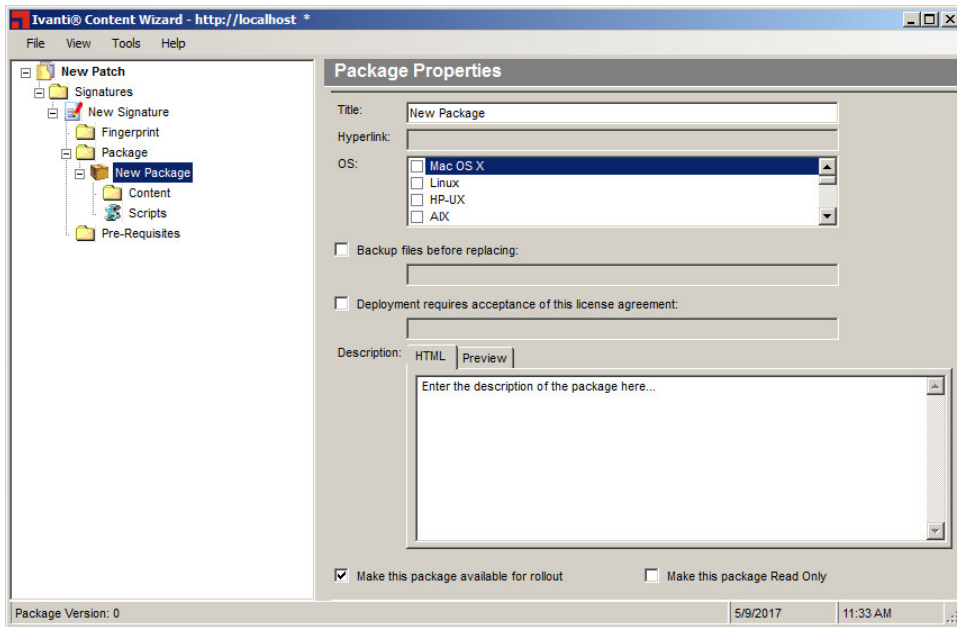 Ivanti® Content Wizard - http://localhost *
File View Tools Help
New Patch
Signatures
New Signature
Fingerprint
Package
New Package
Content
Scripts
Pre-Requisites
Package Properties
Title: New Package
Hyperlink:
OS: Mac OS X
Linux
HP-UX
AIX
Backup files before replacing:
Deployment requires acceptance of this license agreement:
Description: HTML Preview
Enter the description of the package here...
Make this package available for rollout Make this package Read Only
Package Version: 0 5/9/2017 11:33 AM